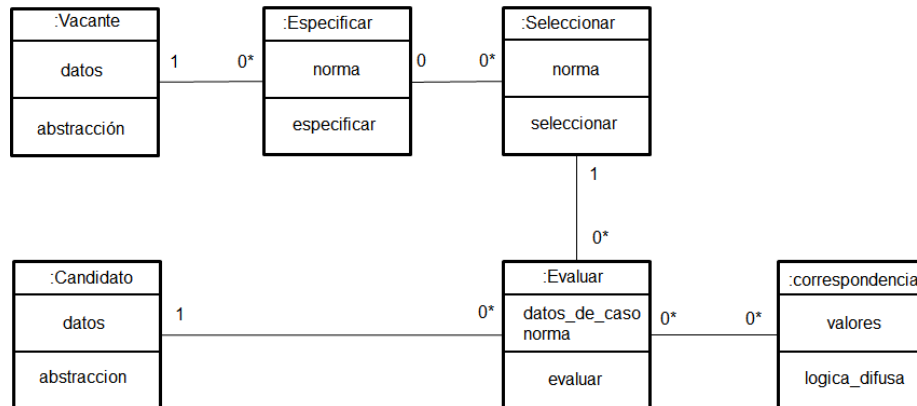 :Vacante
datos
abstracción
1
0*
:Especificar
norma
especificar
0
0*
:Seleccionar
norma
seleccionar
1
0*
:Candidato
datos
abstraccion
1
0*
:Evaluar
datos_de_caso
norma
evaluar
0*
0*
:correspondencia
valores
logica_difusa